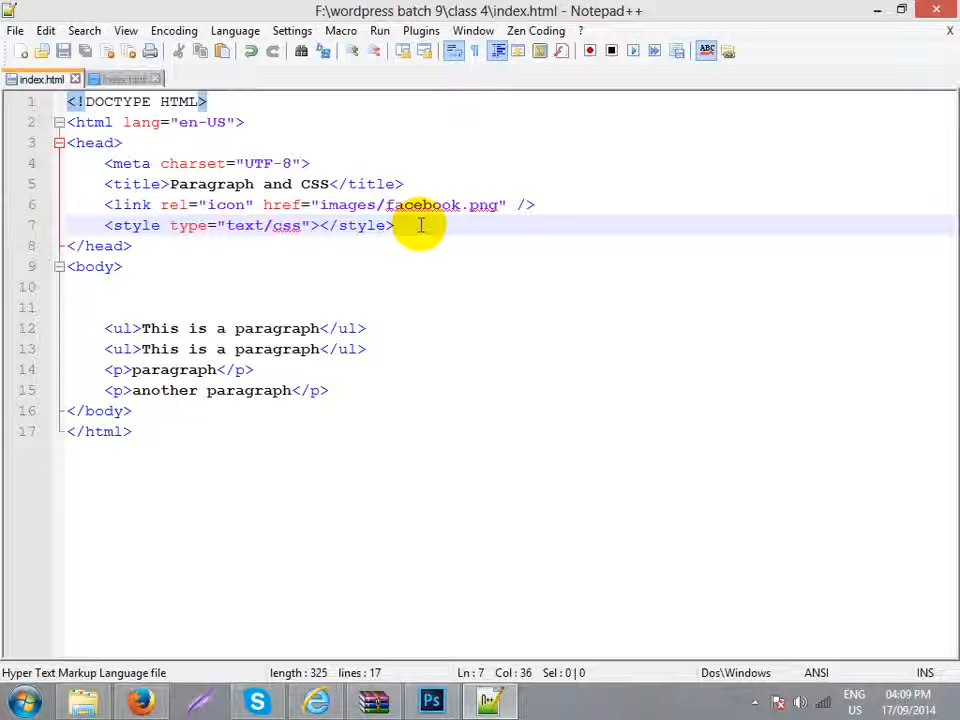 F:\wordpress batch 9\class 4\index.html - Notepad++
File Edit Search View Encoding Language Settings Macro Run Plugins Window Zen Coding ? X
ABC
index.html index.html
1 <!DOCTYPE HTML>
2 <html lang="en-US">
3 <head>
4 <meta charset="UTF-8">
5 <title>Paragraph and CSS</title>
6 <link rel="icon" href="images/facebook.png" />
7 <style type="text/css"></style>
8 </head>
9 <body>
10
11
12 <ul>This is a paragraph</ul>
13 <ul>This is a paragraph</ul>
14 <p>paragraph</p>
15 <p>another paragraph</p>
16 </body>
17 </html>
Hyper Text Markup Language file length : 325 lines : 17 Ln : 7 Col : 36 Sel : 0 | 0 Dos\Windows ANSI INS
ENG 04:09 PM
US 17/09/2014